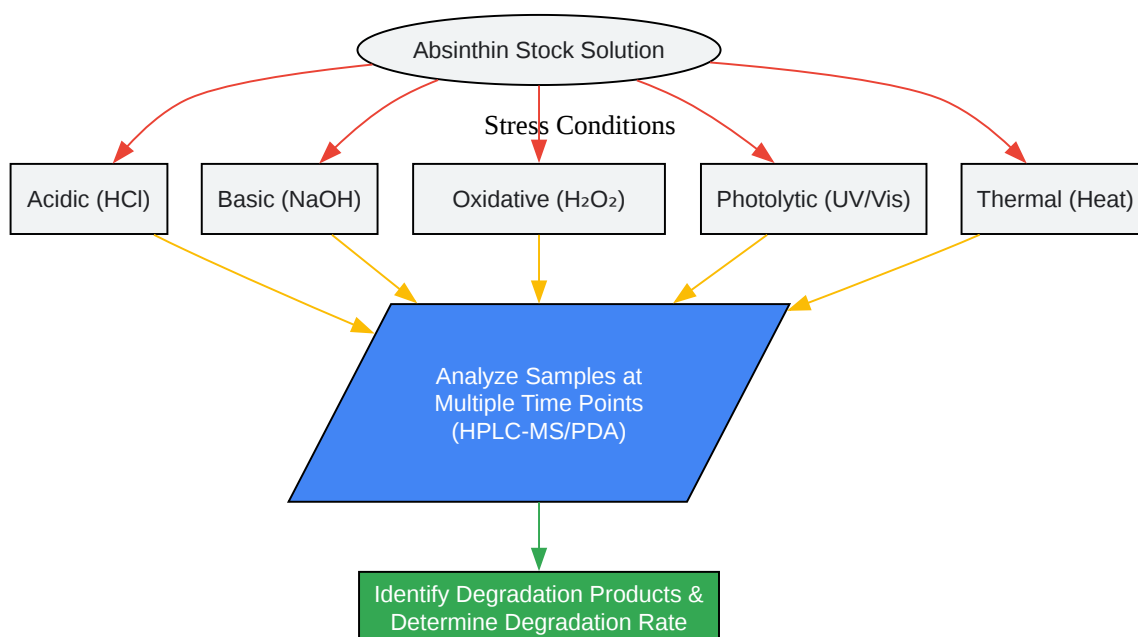 Absinthin Stock Solution
Stress Conditions
Acidic (HCl)
Basic (NaOH)
Oxidative (H₂O₂)
Photolytic (UV/Vis)
Thermal (Heat)
Analyze Samples at
Multiple Time Points
(HPLC-MS/PDA)
Identify Degradation Products &
Determine Degradation Rate